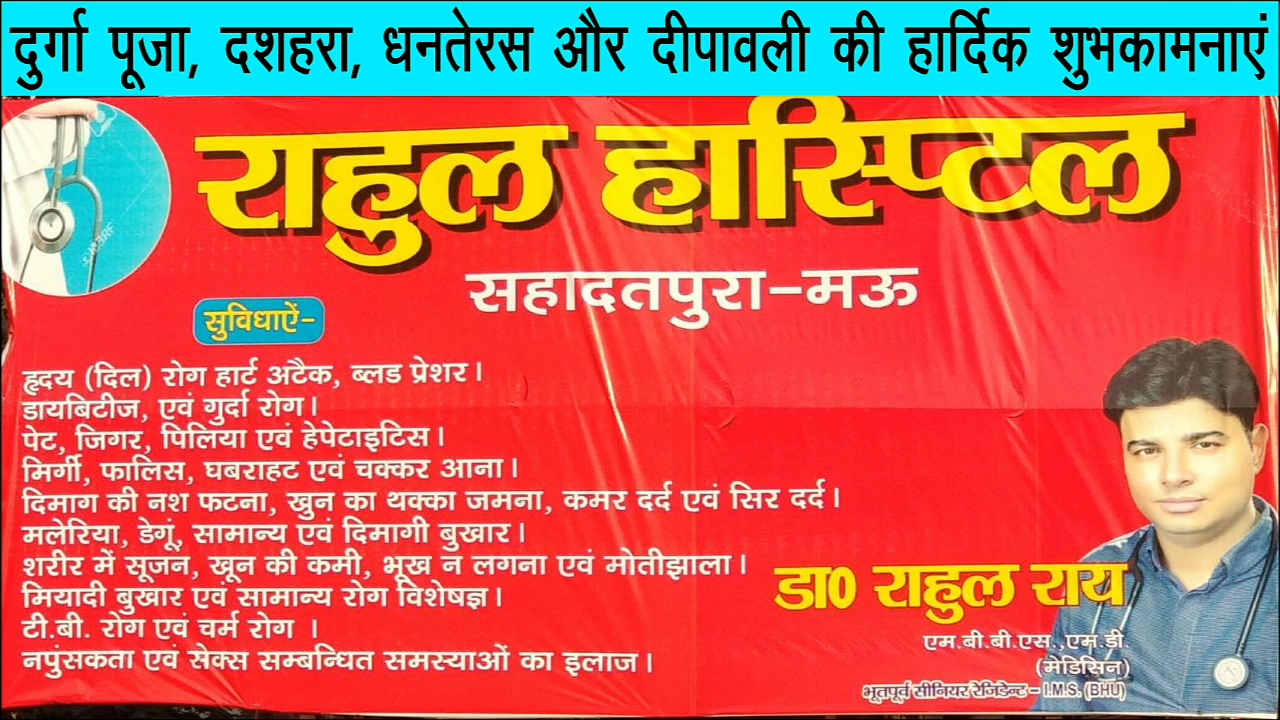 दुर्गा पूजा, दशहरा, धनतेरस और दीपावली की हार्दिक शुभकामनाएं
राहुल हास्पिटल
सहादतपुरा-मऊ
सुविधाऐं-
हृदय (दिल) रोग हार्ट अटैक, ब्लड प्रेशर।
डायबिटीज, एवं गुर्दा रोग।
पेट, जिगर, पिलिया एवं हेपेटाइटिस।
मिर्गी, फालिस, घबराहट एवं चक्कर आना।
दिमाग की नश फटना, खुन का थक्का जमना, कमर दर्द एवं सिर दर्द।
मलेरिया, डेगूं, सामान्य एवं दिमागी बुखार।
शरीर में सूजन, खून की कमी, भूख न लगना एवं मोतीझाला।
मियादी बुखार एवं सामान्य रोग विशेषज्ञ।
टी.बी. रोग एवं चर्म रोग ।
नपुंसकता एवं सेक्स सम्बन्धित समस्याओं का इलाज।
डा0 राहुल राय
एम.बी.बी.एस.,एम.डी.
(मेडिसिन)
भूतपूर्व सीनियर रेजिडेन्ट - I.M.S. (BHU)